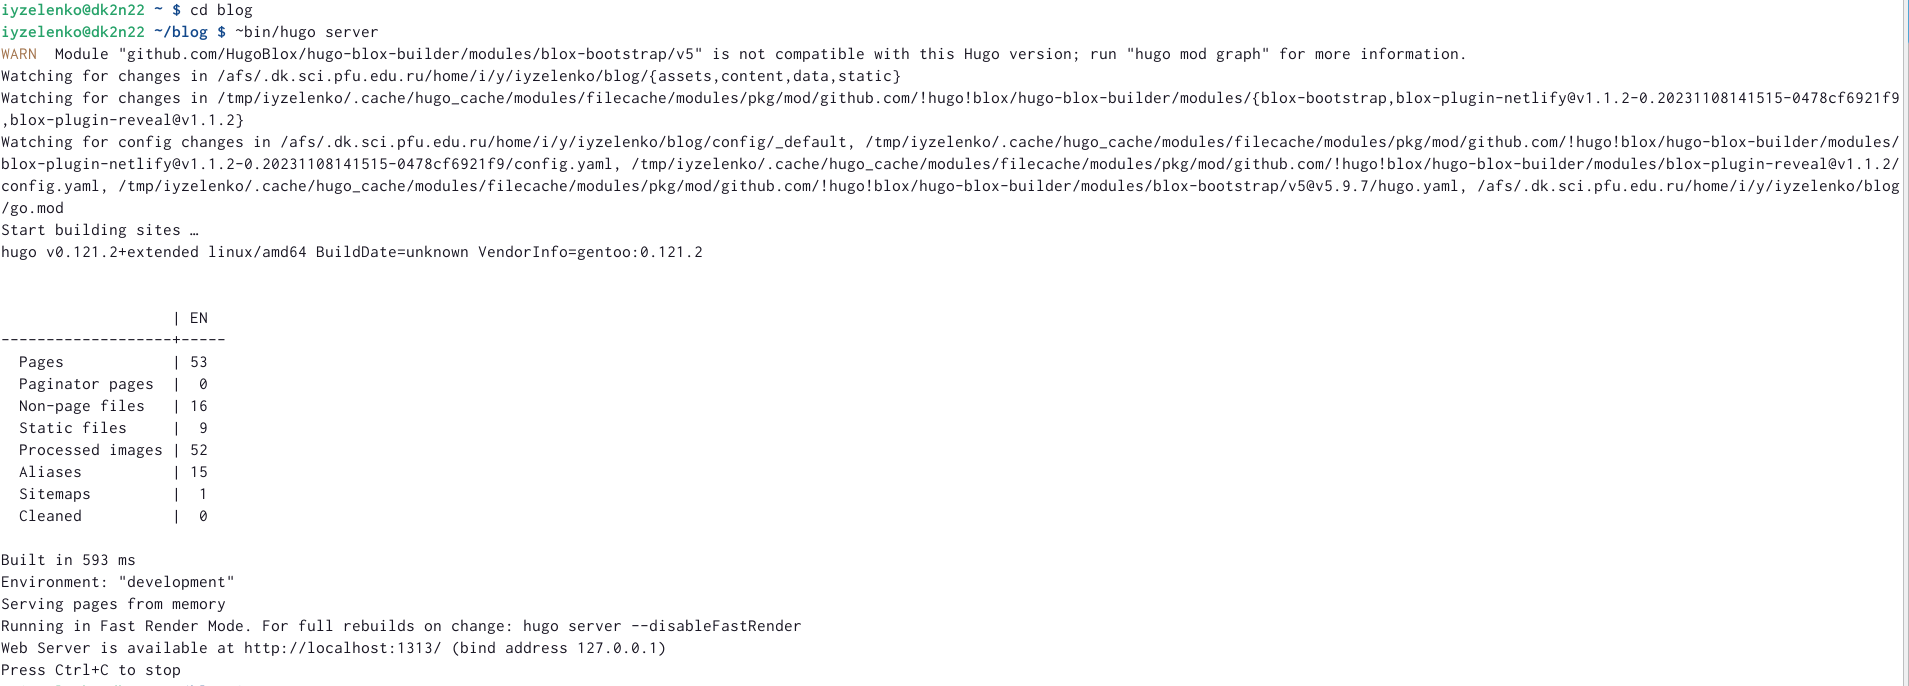 iyzelenko@dk2n22 ~ $ cd blog
iyzelenko@dk2n22 ~/blog $ ~bin/hugo server
WARN  Module "github.com/HugoBlox/hugo-blox-builder/modules/blox-bootstrap/v5" is not compatible with this Hugo version; run "hugo mod graph" for more information.
Watching for changes in /afs/.dk.sci.pfu.edu.ru/home/i/y/iyzelenko/blog/{assets,content,data,static}
Watching for changes in /tmp/iyzelenko/.cache/hugo_cache/modules/filecache/modules/pkg/mod/github.com/!hugo!blox/hugo-blox-builder/modules/{blox-bootstrap,blox-plugin-netlify@v1.1.2-0.20231108141515-0478cf6921f9
,blox-plugin-reveal@v1.1.2}
Watching for config changes in /afs/.dk.sci.pfu.edu.ru/home/i/y/iyzelenko/blog/config/_default, /tmp/iyzelenko/.cache/hugo_cache/modules/filecache/modules/pkg/mod/github.com/!hugo!blox/hugo-blox-builder/modules/
blox-plugin-netlify@v1.1.2-0.20231108141515-0478cf6921f9/config.yaml, /tmp/iyzelenko/.cache/hugo_cache/modules/filecache/modules/pkg/mod/github.com/!hugo!blox/hugo-blox-builder/modules/blox-plugin-reveal@v1.1.2/
config.yaml, /tmp/iyzelenko/.cache/hugo_cache/modules/filecache/modules/pkg/mod/github.com/!hugo!blox/hugo-blox-builder/modules/blox-bootstrap/v5@v5.9.7/hugo.yaml, /afs/.dk.sci.pfu.edu.ru/home/i/y/iyzelenko/blog
/go.mod
Start building sites …
hugo v0.121.2+extended linux/amd64 BuildDate=unknown VendorInfo=gentoo:0.121.2
                   | EN
-------------------+-----
  Pages            | 53
  Paginator pages  |  0
  Non-page files   | 16
  Static files     |  9
  Processed images | 52
  Aliases          | 15
  Sitemaps         |  1
  Cleaned          |  0
Built in 593 ms
Environment: "development"
Serving pages from memory
Running in Fast Render Mode. For full rebuilds on change: hugo server --disableFastRender
Web Server is available at http://localhost:1313/ (bind address 127.0.0.1)
Press Ctrl+C to stop